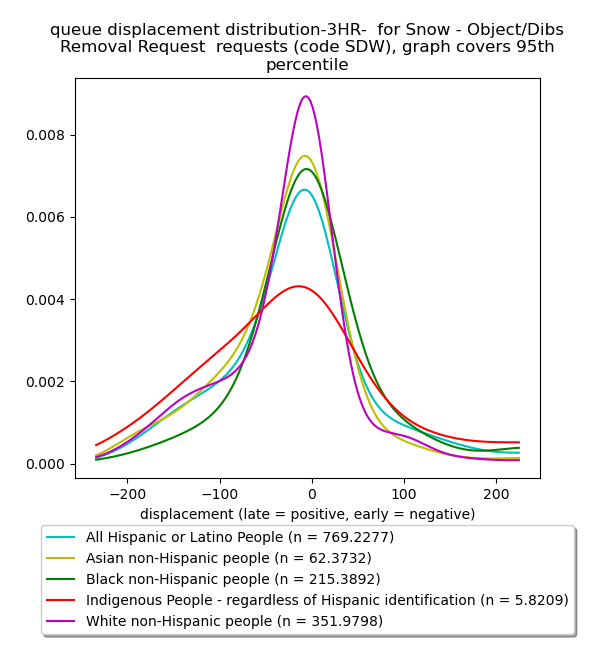 queue displacement distribution-3HR-  for Snow - Object/Dibs
Removal Request  requests (code SDW), graph covers 95th
percentile
0.008
0.006
0.004
0.002
0.000
−200
−100
0
100
200
displacement (late = positive, early = negative)
All Hispanic or Latino People (n = 769.2277)
Asian non-Hispanic people (n = 62.3732)
Black non-Hispanic people (n = 215.3892)
Indigenous People - regardless of Hispanic identification (n = 5.8209)
White non-Hispanic people (n = 351.9798)